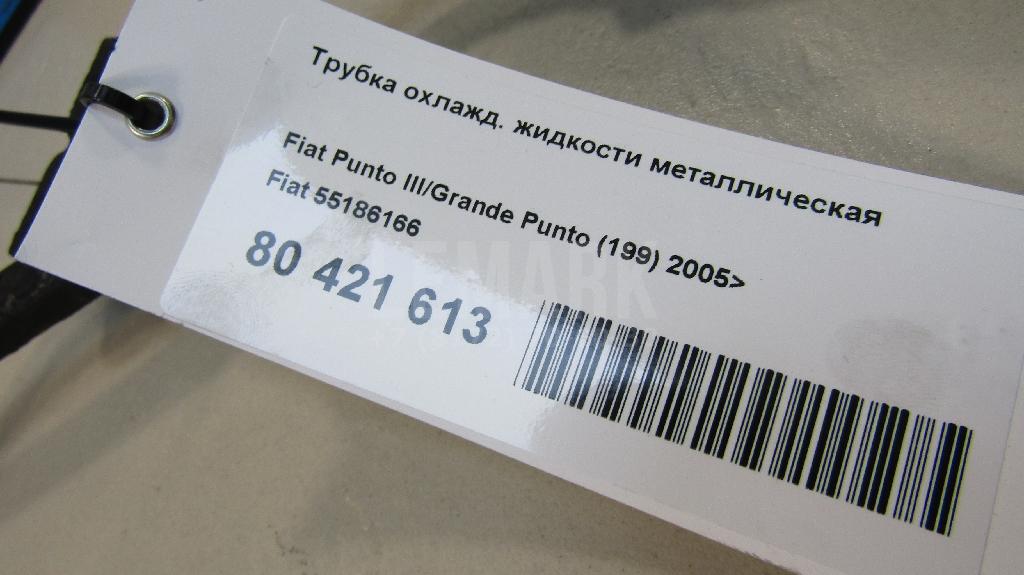 Трубка охлажд. жидкости металлическая
Fiat Punto III/Grande Punto (199) 2005>
Fiat 55186166
80 421 613